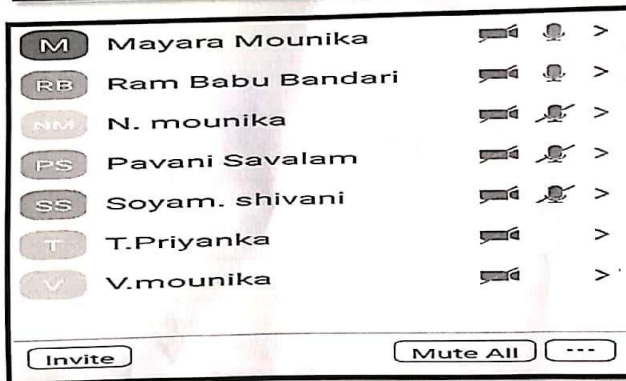 M Mayara Mounika >
RB Ram Babu Bandari >
NM N. mounika >
PS Pavani Savalam >
SS Soyam. shivani >
T T.Priyanka >
V V.mounika >
Invite Mute All ---